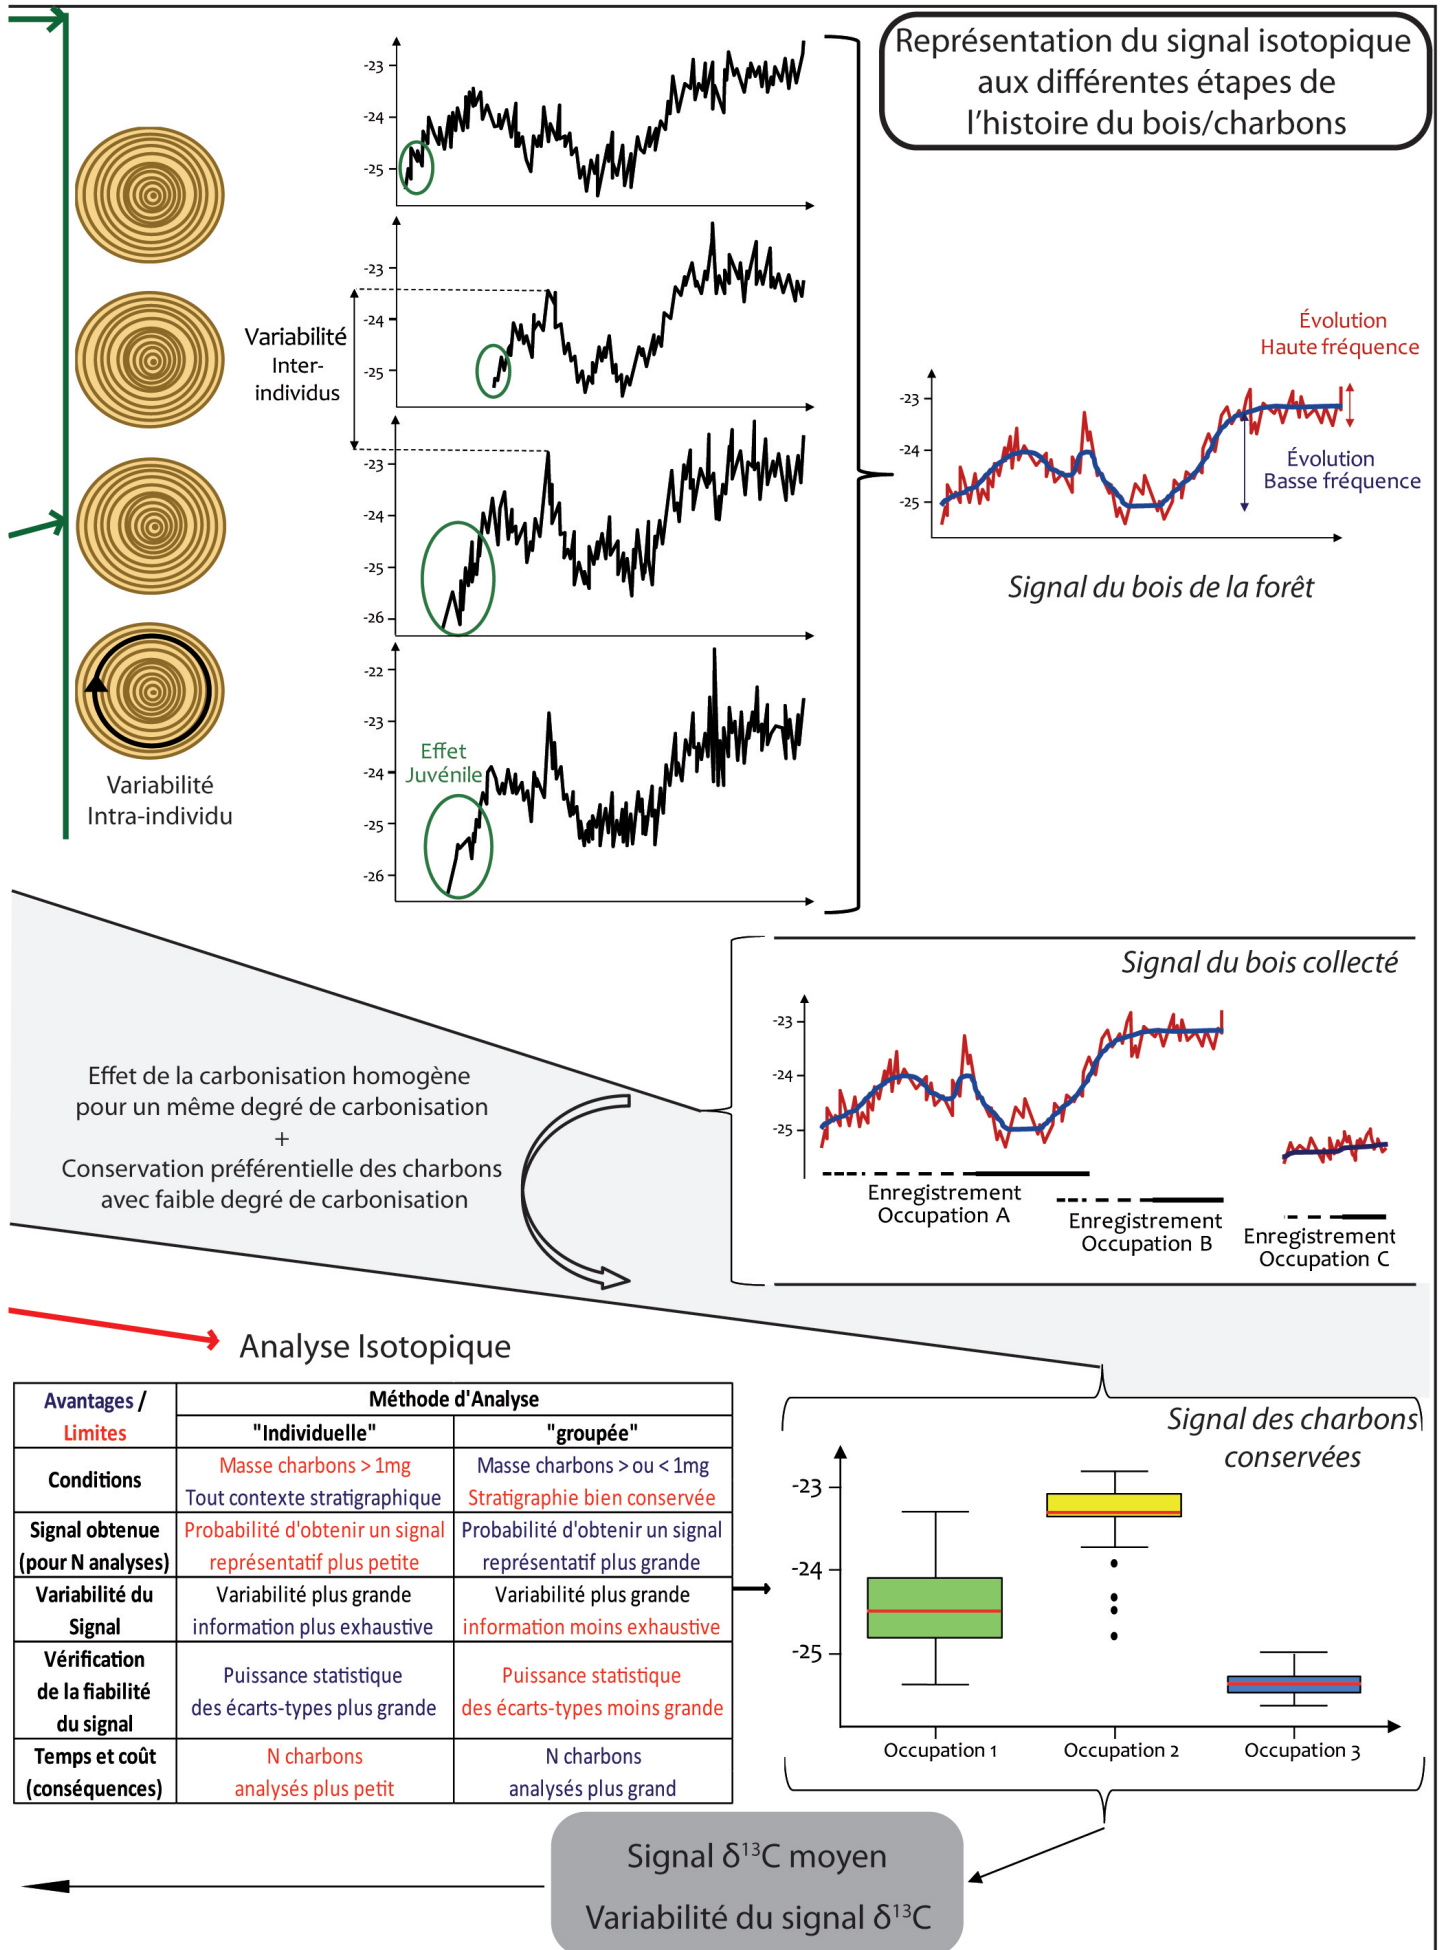 Représentation du signal isotopique
aux différentes étapes de
l'histoire du bois/charbons
-23
-24
-25
-23
-24
-25
Variabilité
Inter-
individus
-23
-24
-25
-26
-22
-23
-24
-25
-26
Effet
Juvénile
Variabilité
Intra-individu
Évolution
Haute fréquence
-23
-24
-25
Évolution
Basse fréquence
Signal du bois de la forêt
Signal du bois collecté
-23
-24
-25
Enregistrement
Occupation A
Enregistrement
Occupation B
Enregistrement
Occupation C
Effet de la carbonisation homogène
pour un même degré de carbonisation
+
Conservation préférentielle des charbons
avec faible degré de carbonisation
Analyse Isotopique
Avantages /
Limites
Méthode d'Analyse
"Individuelle"
"groupée"
Conditions
Masse charbons > 1mg
Tout contexte stratigraphique
Masse charbons > ou < 1mg
Stratigraphie bien conservée
Signal obtenue
(pour N analyses)
Probabilité d'obtenir un signal
représentatif plus petite
Probabilité d'obtenir un signal
représentatif plus grande
Variabilité du
Signal
Variabilité plus grande
information plus exhaustive
Variabilité plus grande
information moins exhaustive
Vérification
de la fiabilité
du signal
Puissance statistique
des écarts-types plus grande
Puissance statistique
des écarts-types moins grande
Temps et coût
(conséquences)
N charbons
analysés plus petit
N charbons
analysés plus grand
Signal des charbons
conservées
-23
-24
-25
Occupation 1
Occupation 2
Occupation 3
Signal δ¹³C moyen
Variabilité du signal δ¹³C